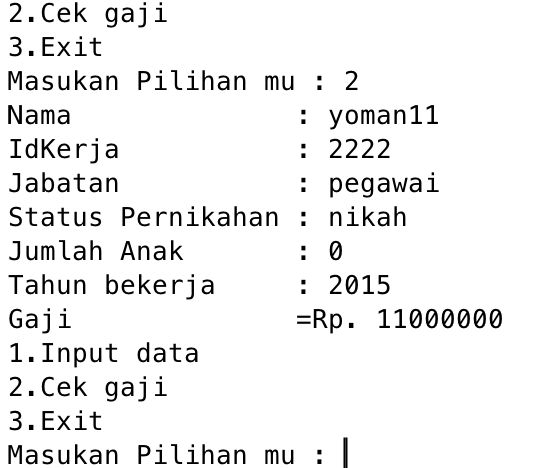 2.Cek gaji
3.Exit
Masukan Pilihan mu : 2
Nama              : yoman11
IdKerja           : 2222
Jabatan           : pegawai
Status Pernikahan : nikah
Jumlah Anak       : 0
Tahun bekerja     : 2015
Gaji              =Rp. 11000000
1.Input data
2.Cek gaji
3.Exit
Masukan Pilihan mu :